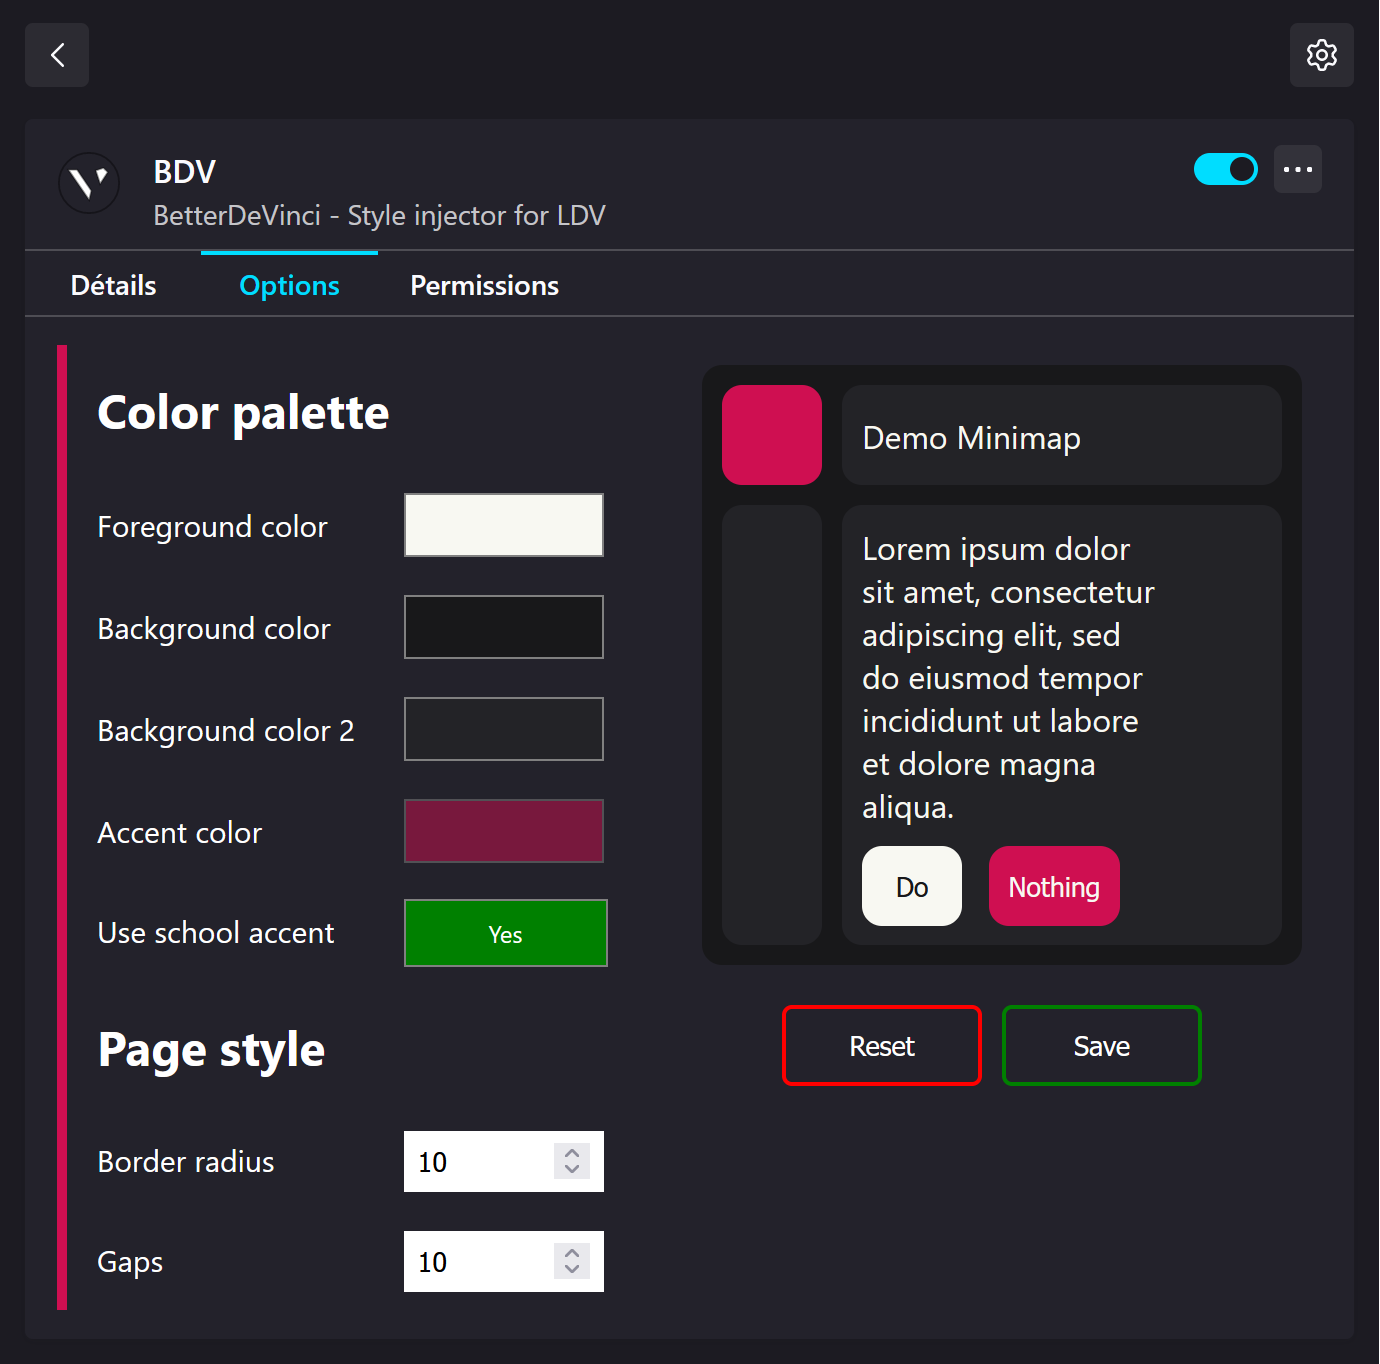 BDV
BetterDeVinci - Style injector for LDV
Détails
Options
Permissions
Color palette
Foreground color
Background color
Background color 2
Accent color
Use school accent
Yes
Page style
Border radius
10
Gaps
10
Demo Minimap
Lorem ipsum dolor
sit amet, consectetur
adipiscing elit, sed
do eiusmod tempor
incididunt ut labore
et dolore magna
aliqua.
Do
Nothing
Reset
Save